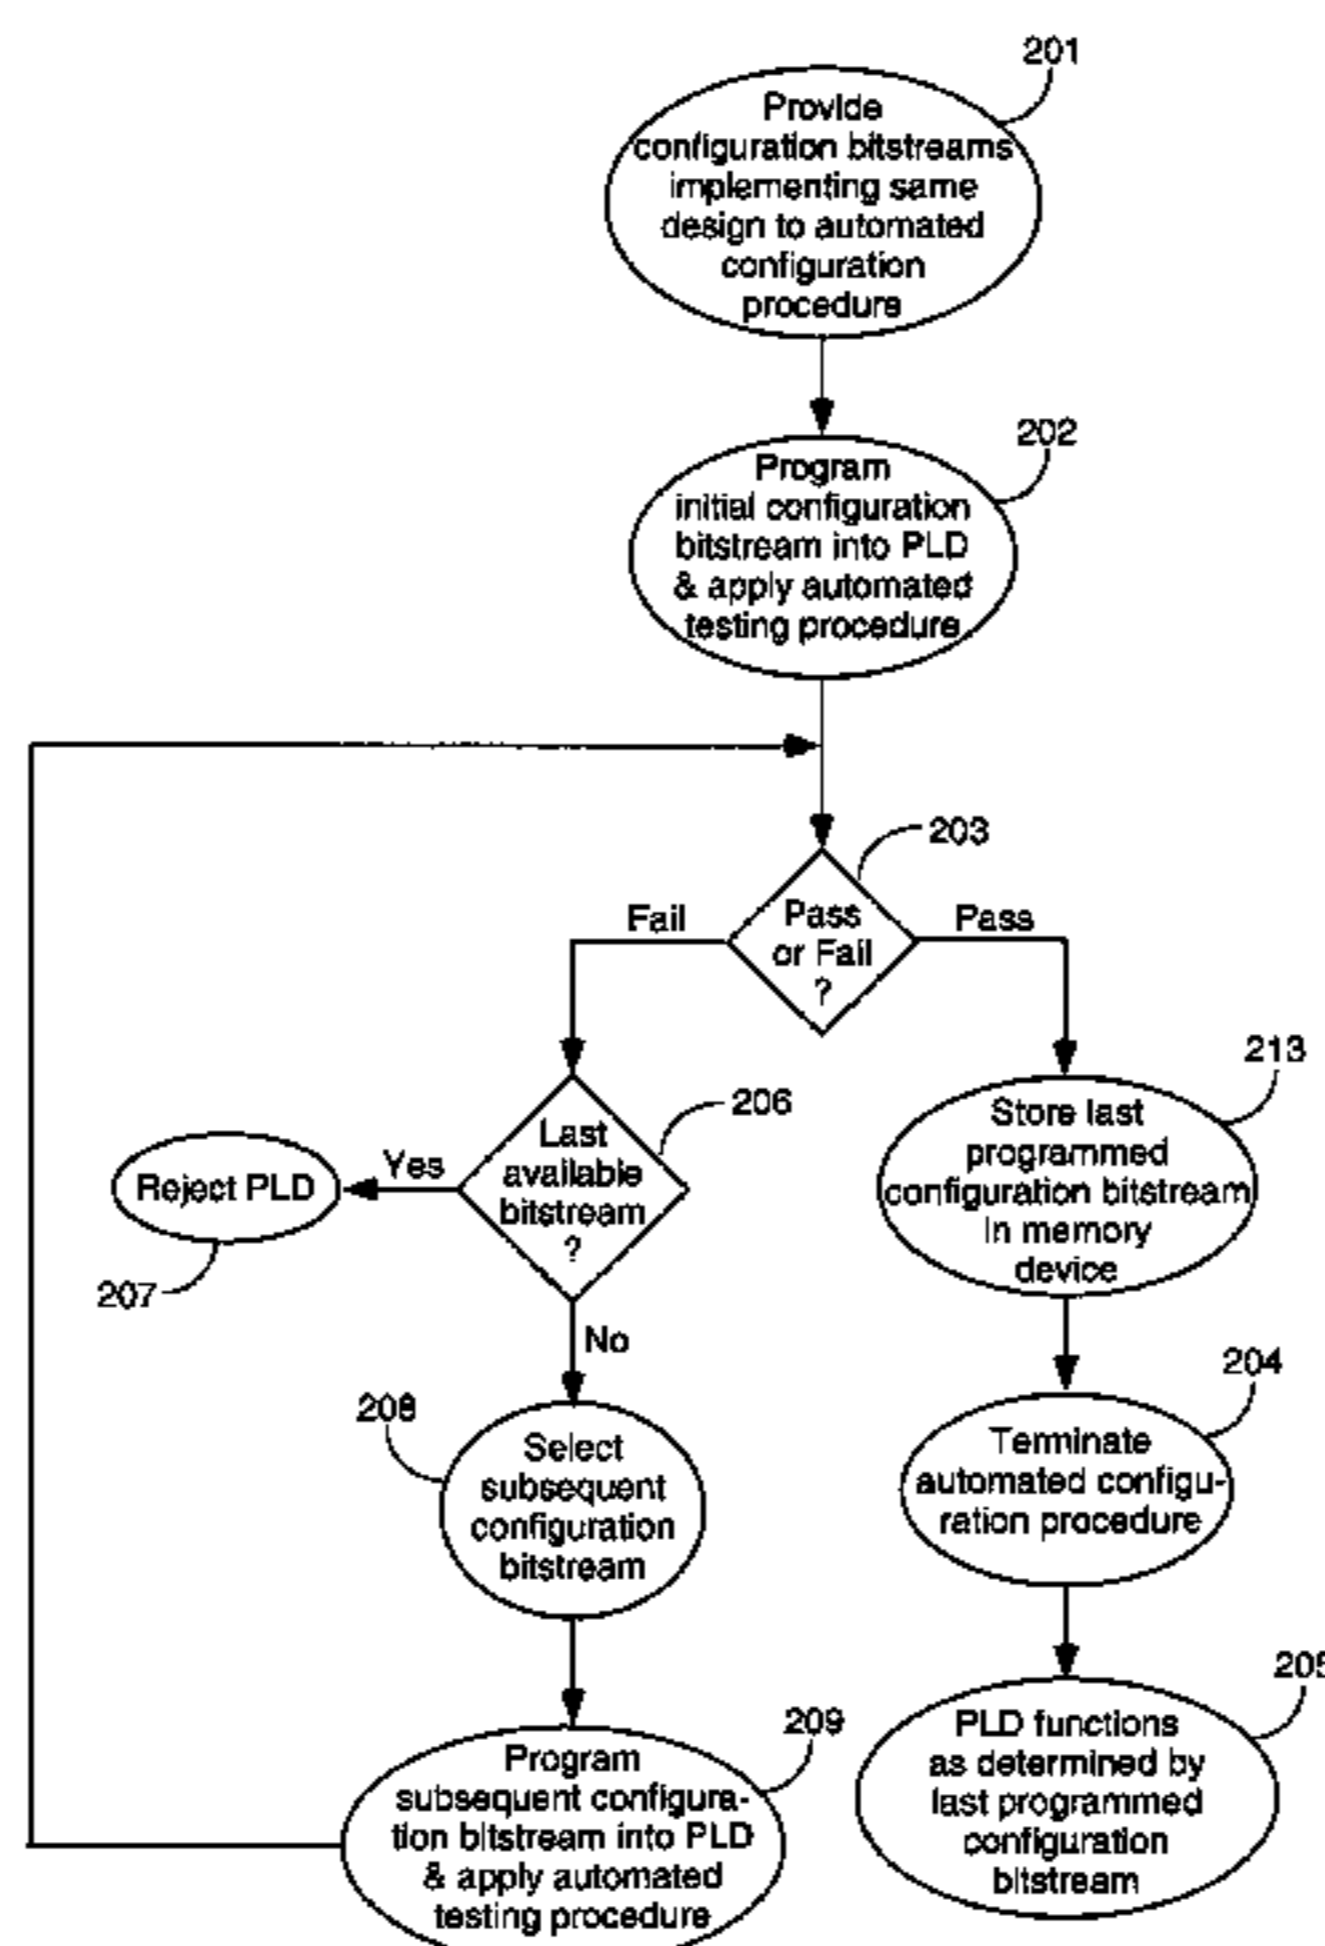 201
Provide
configuration bitstreams
implementing same
design to automated
configuration
procedure
202
Program
initial configuration
bitstream into PLD
& apply automated
testing procedure
203
Pass
or Fail
?
Fail
Pass
206
Last
available
bitstream
?
Yes
Reject PLD
207
No
213
Store last
programmed
configuration bitstream
in memory
device
208
Select
subsequent
configuration
bitstream
204
Terminate
automated configu-
ration procedure
209
Program
subsequent configura-
tion bitstream into PLD
& apply automated
testing procedure
205
PLD functions
as determined by
last programmed
configuration
bitstream